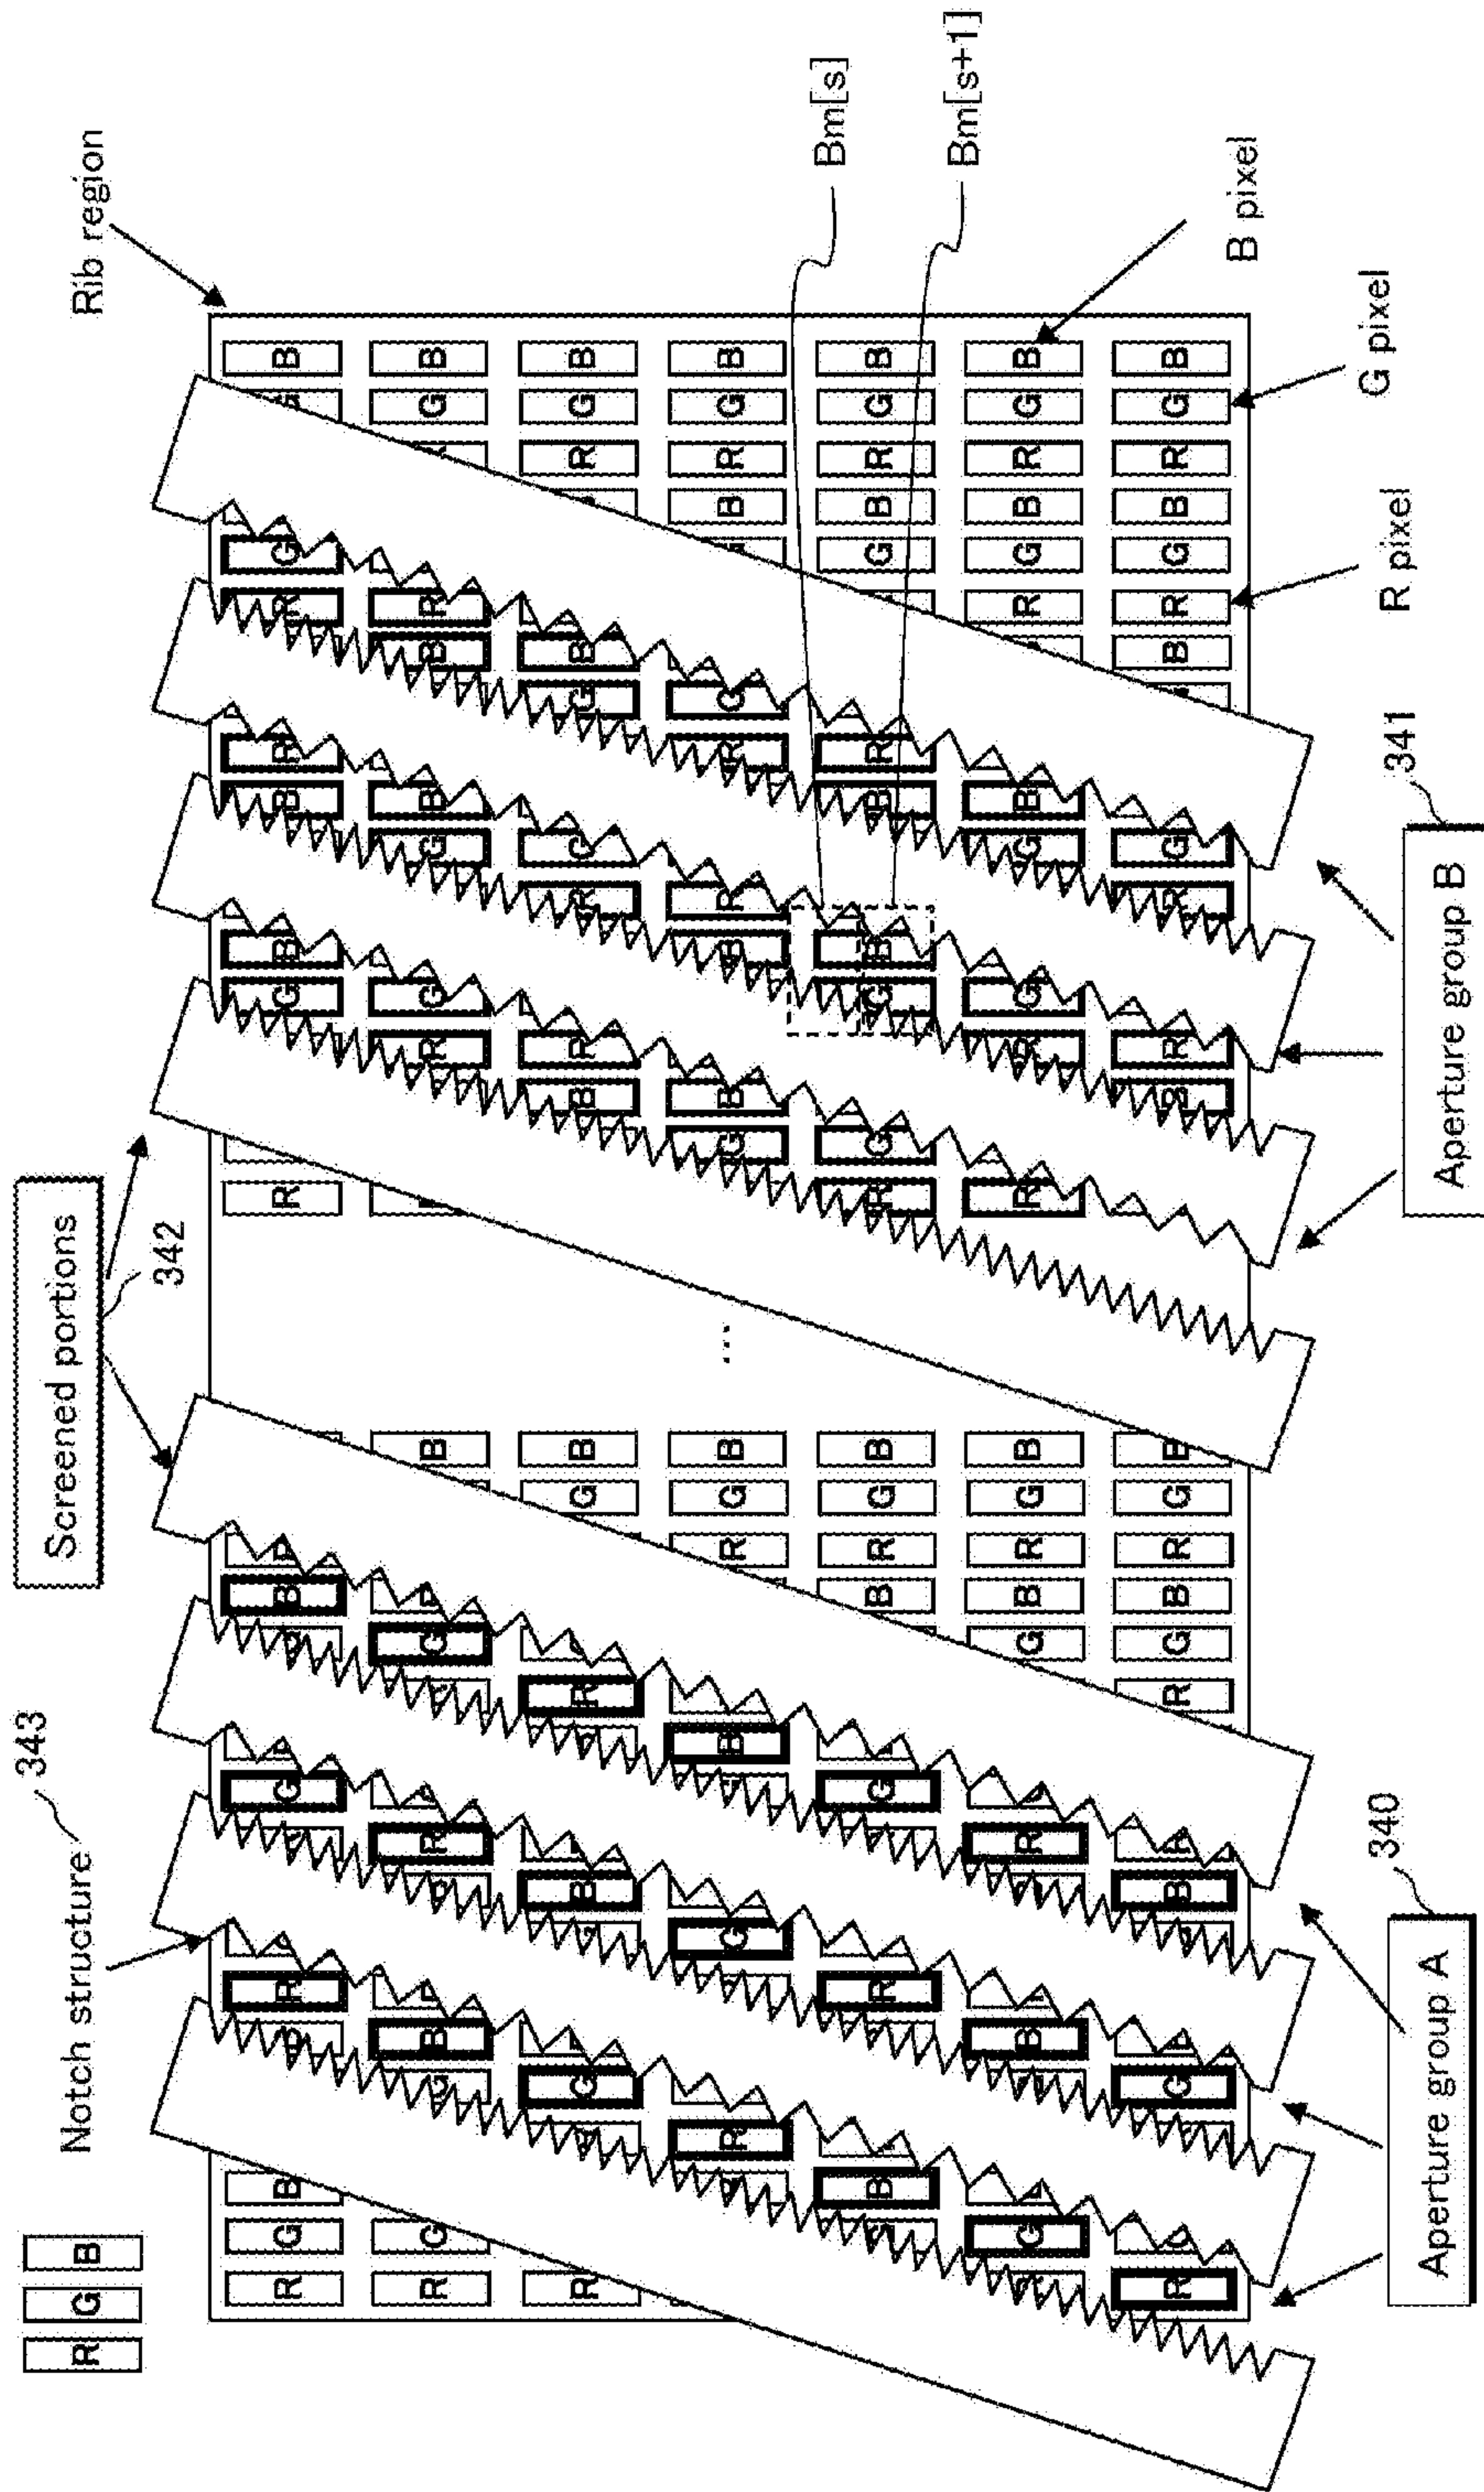 R G B
Screened portions
342
Notch structure
343
Rib region
R G B R G B R G B B R R G G B
R G G B R G B R G G B B R G B
R G B R G B B R R G G B R G B
R G B R G B G B B R R G G B R G B
B R G B R G B R G G B B R G B R G B
G B R G B R G B R G G B R G B R G B
R G B R G B R G B B R R G B R G B R G B
...
Bm[s]
Bm[s+1]
B pixel
G pixel
R pixel
340
341
Aperture group A
Aperture group B